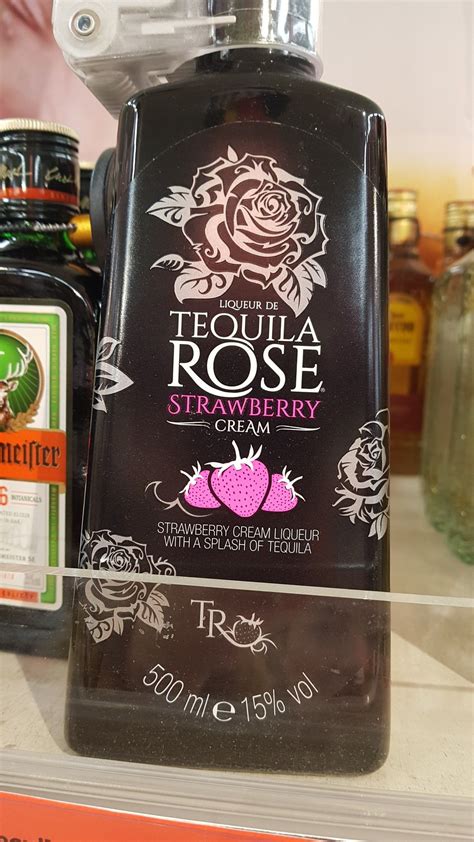 LIQUEUR DE
TEQUILA
ROSE®
STRAWBERRY
CREAM
STRAWBERRY CREAM LIQUEUR
WITH A SPLASH OF TEQUILA
TR
500 ml e 15% vol
meister